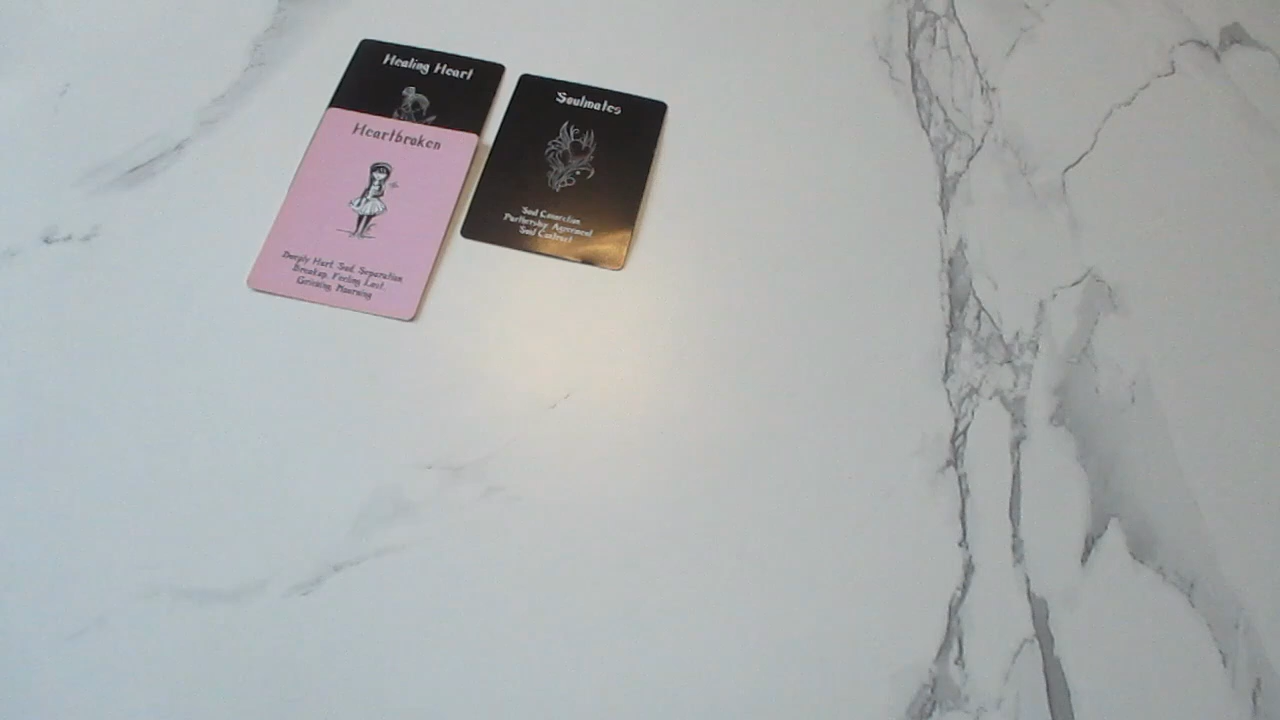 Healing Heart
Heartbroken
Deeply Hurt, Sad, Separation
Breakup, Feeling Lost,
Grieving, Mourning
Soulmates
Soul Connection
Partnership Agreement
Soul Contract